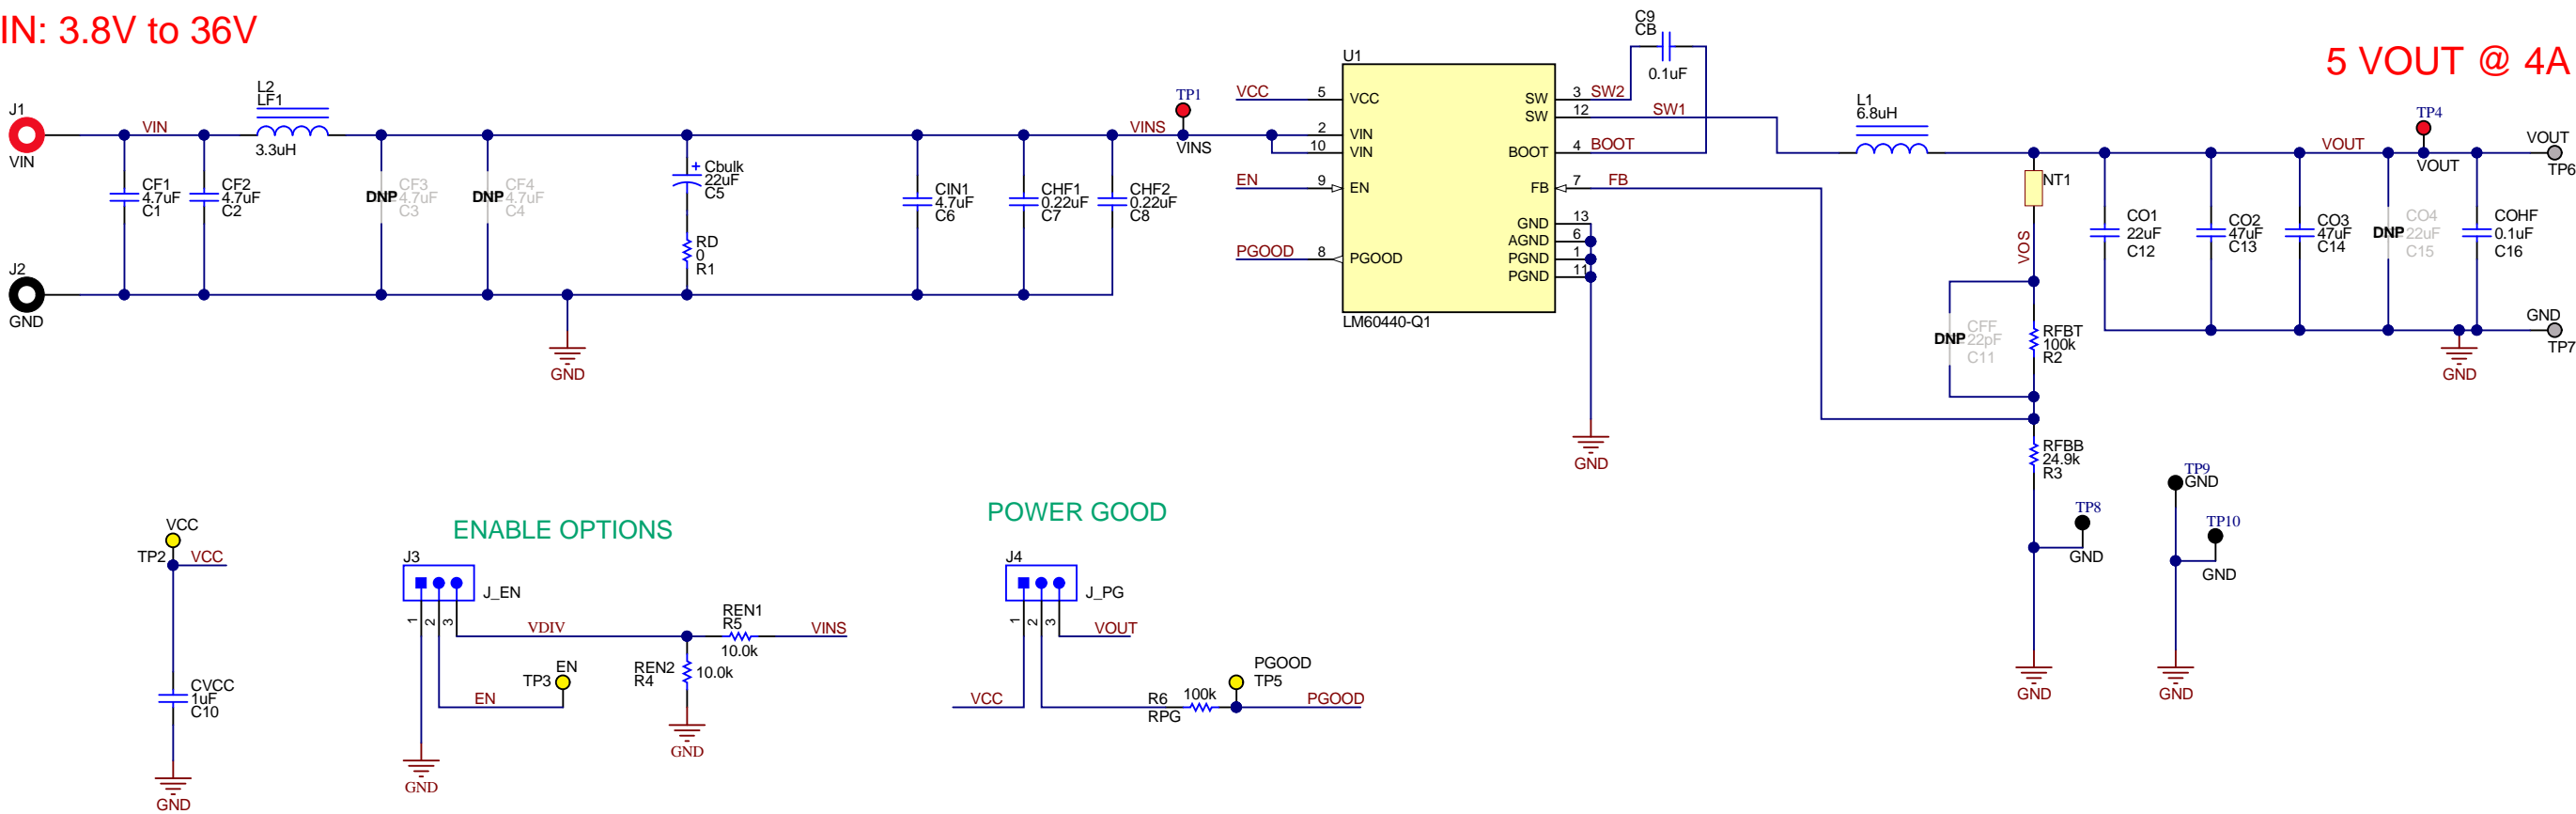 IN: 3.8V to 36V
5 VOUT @ 4A
J1
VIN
VIN
L2
LF1
3.3uH
CF1
4.7uF
C1
CF2
4.7uF
C2
DNP
CF3
4.7uF
C3
DNP
CF4
4.7uF
C4
+ Cbulk
22uF
C5
RD
0
R1
CIN1
4.7uF
C6
CHF1
0.22uF
C7
CHF2
0.22uF
C8
VINS
TP1
VINS
J2
GND
GND
U1
VCC 5 VCC
2 VIN
10 VIN
EN 9 EN
PGOOD 8 PGOOD
SW 3 SW2
SW 12 SW1
BOOT 4 BOOT
FB 7 FB
GND 13
AGND 6
PGND 1
PGND 11
LM60440-Q1
GND
C9
CB
0.1uF
L1
6.8uH
NT1
VOS
DNP
CFF
22pF
C11
RFBT
100k
R2
RFBB
24.9k
R3
CO1
22uF
C12
CO2
47uF
C13
CO3
47uF
C14
VOUT
DNP
CO4
22uF
C15
TP4
VOUT
COHF
0.1uF
C16
VOUT
TP6
GND
TP7
GND
TP8
GND
GND
TP9
GND
TP10
GND
GND
VCC
TP2
VCC
CVCC
1uF
C10
GND
ENABLE OPTIONS
J3
J_EN
1
2
3
VDIV
REN1
R5
10.0k
VINS
REN2
R4
10.0k
EN
TP3
EN
GND
GND
POWER GOOD
J4
J_PG
1
2
3
VOUT
VCC
R6
RPG
100k
PGOOD
TP5
PGOOD